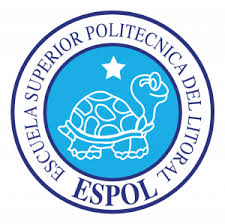 ESCUELA SUPERIOR POLITECNICA DEL LITORAL
ESPOL